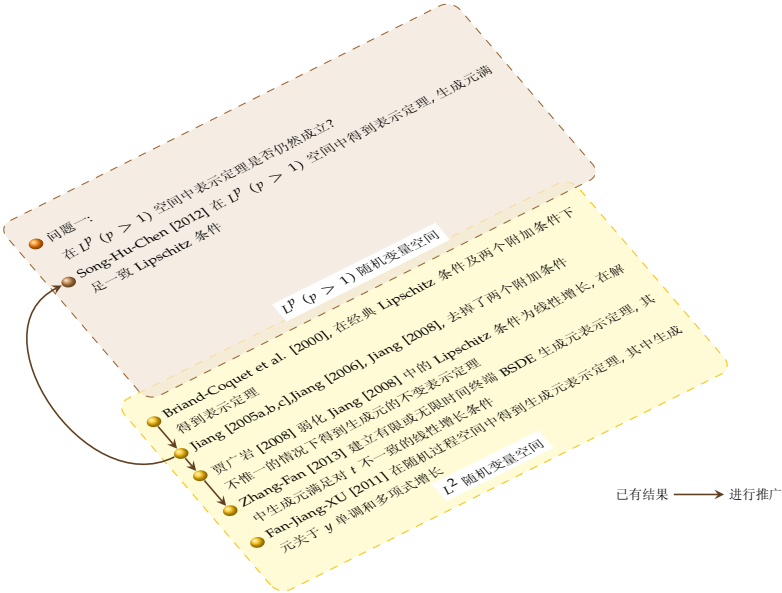 问题一:
在 Lᵖ (p > 1) 空间中表示定理是否仍然成立?
Song-Hu-Chen [2012] 在 Lᵖ (p > 1) 空间中得到表示定理, 生成元满
足一致 Lipschitz 条件
Lᵖ (p > 1) 随机变量空间
Briand-Coquet et al. [2000], 在经典 Lipschitz 条件及两个附加条件下
得到表示定理
Jiang [2005a,b,c],Jiang [2006], Jiang [2008], 去掉了两个附加条件
贾广岩 [2008] 弱化 Jiang [2008] 中的 Lipschitz 条件为线性增长, 在解
不惟一的情况下得到生成元的不变表示定理
Zhang-Fan [2013] 建立有限或无限时间终端 BSDE 生成元表示定理, 其
中生成元满足对 t 不一致的线性增长条件
Fan-Jiang-XU [2011] 在随机过程空间中得到生成元表示定理, 其中生成
元关于 y 单调和多项式增长
L² 随机变量空间
已有结果 进行推广